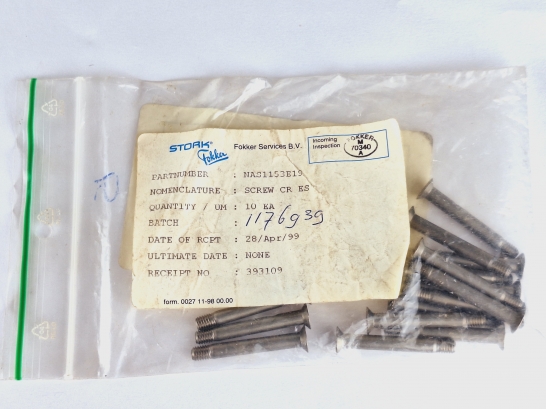 STORK®
Fokker
Fokker Services B.V.
Incoming
Inspection
FOKKER
M
70340
A
PARTNUMBER : NAS1153E19
NOMENCLATURE : SCREW CR ES
QUANTITY / UM : 10 EA
BATCH : 1176939
DATE OF RCPT : 28/Apr/99
ULTIMATE DATE : NONE
RECEIPT NO : 393109
form. 0027 11-98 00.00